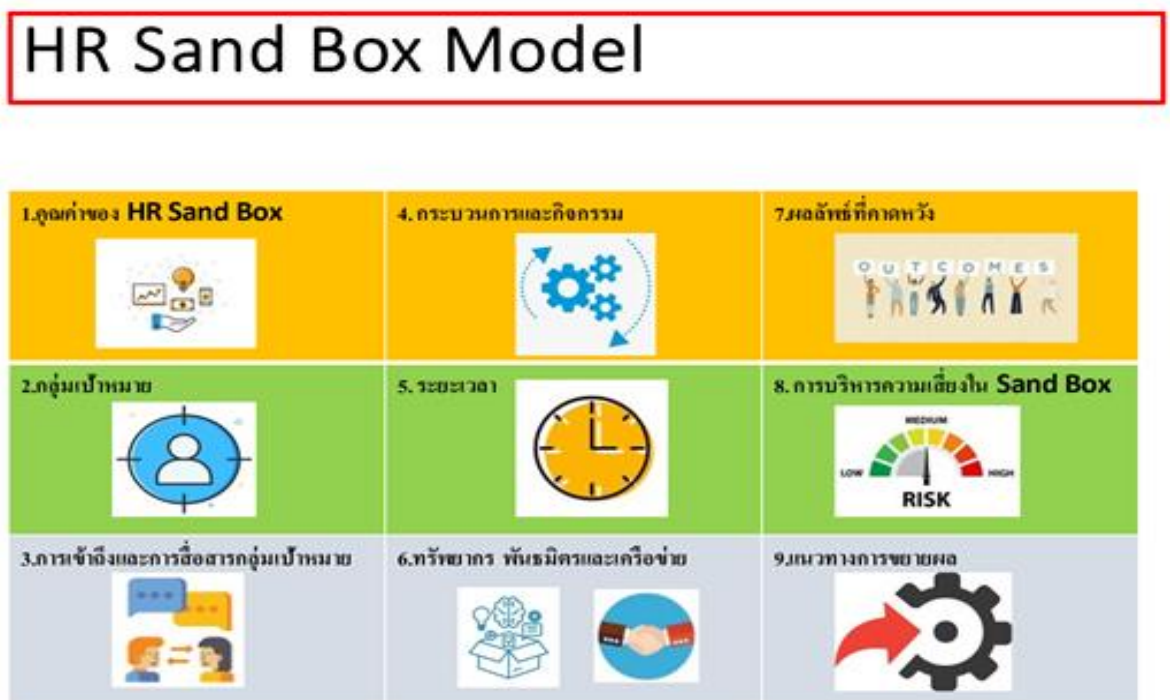 HR Sand Box Model
1.คุณค่าของ HR Sand Box
4. กระบวนการและกิจกรรม
7.ผลลัพธ์ที่คาดหวัง
OUTCOMES
2.กลุ่มเป้าหมาย
5. ระยะเวลา
8. การบริหารความเสี่ยงใน Sand Box
MEDIUM
LOW
HIGH
RISK
3.การเข้าถึงและการสื่อสารกลุ่มเป้าหมาย
6.ทรัพยากร พันธมิตรและเครือข่าย
9.แนวทางการขยายผล